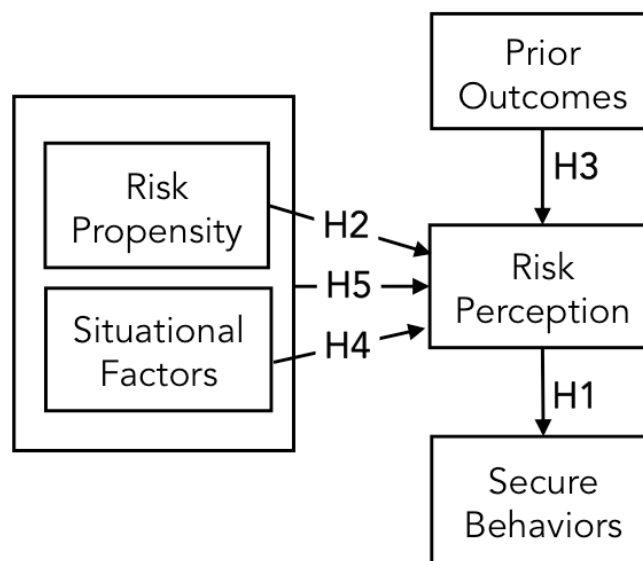 Prior
Outcomes
H3
Risk
Propensity
H2
H5
Risk
Perception
Situational
Factors
H4
H1
Secure
Behaviors